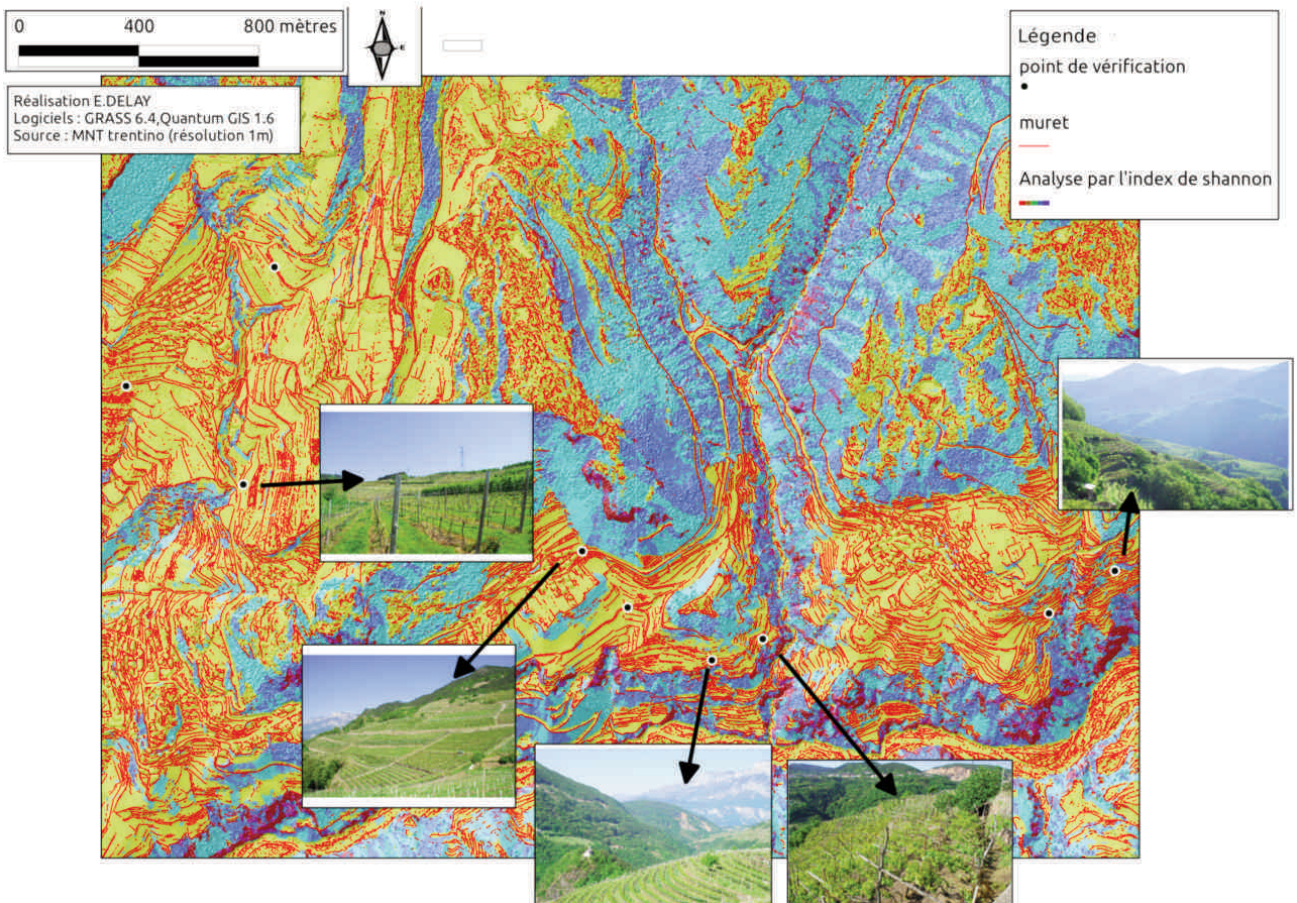 0 400 800 mètres
N
E
Réalisation E.DELAY
Logiciels : GRASS 6.4,Quantum GIS 1.6
Source : MNT trentino (résolution 1m)
Légende
point de vérification
muret
Analyse par l'index de shannon